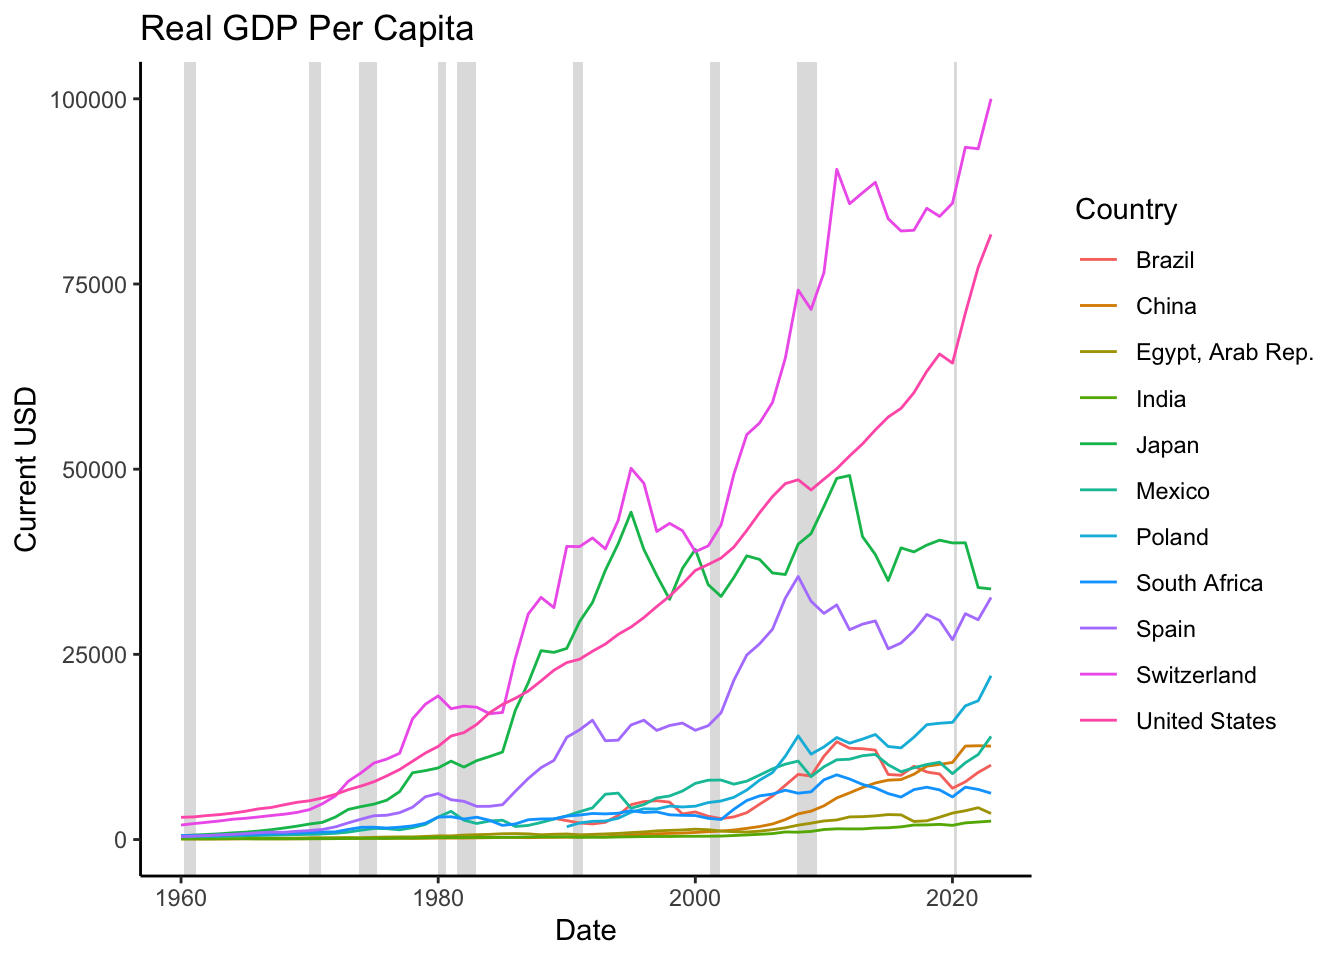 Real GDP Per Capita
100000
75000
50000
25000
0
Current USD
1960
1980
2000
2020
Date
Country
Brazil
China
Egypt, Arab Rep.
India
Japan
Mexico
Poland
South Africa
Spain
Switzerland
United States